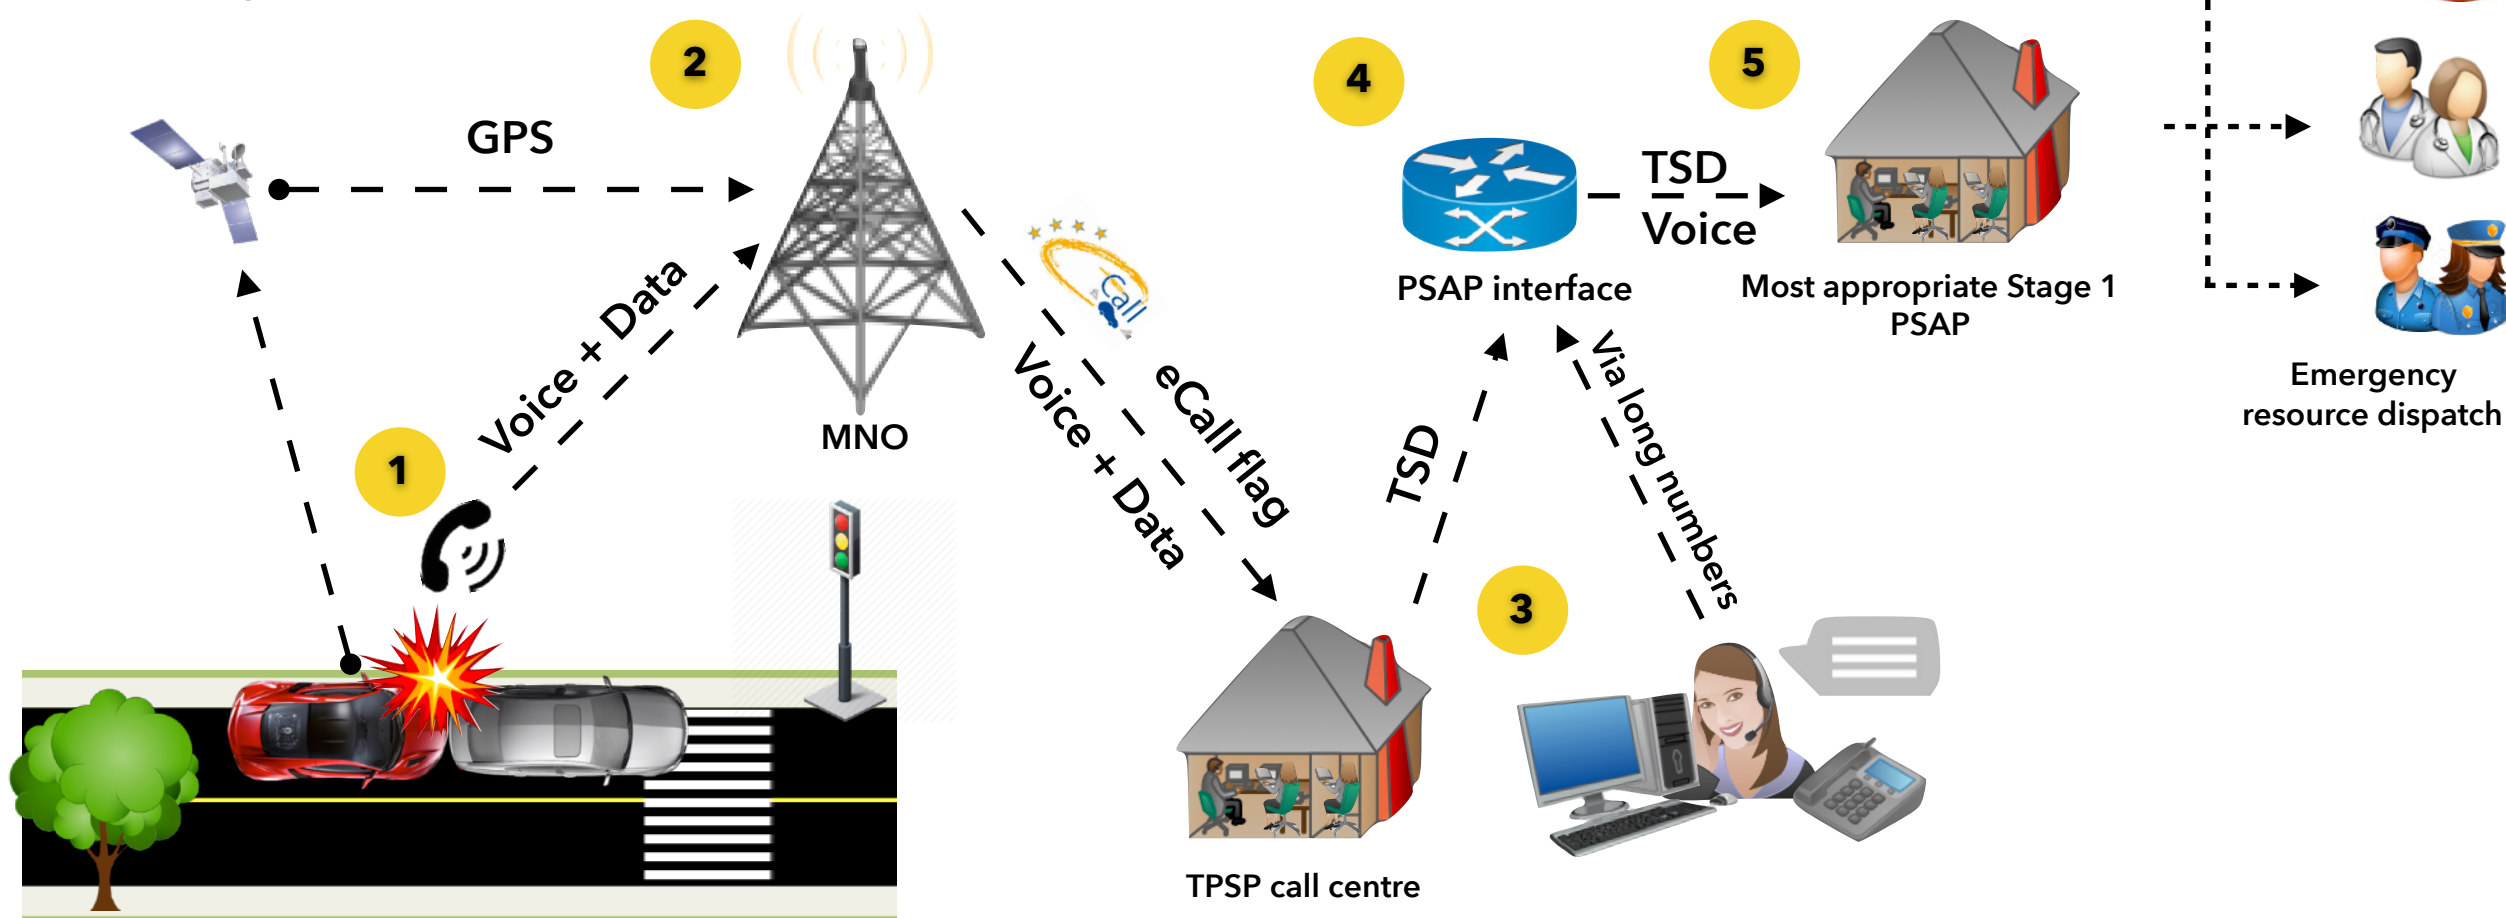 2
4
5
GPS
TSD
Voice
Call
PSAP interface
Most appropriate Stage 1
PSAP
Voice + Data
Voice + Data
eCall flag
Via long numbers
TSD
Emergency
resource dispatch
MNO
1
3
TPSP call centre